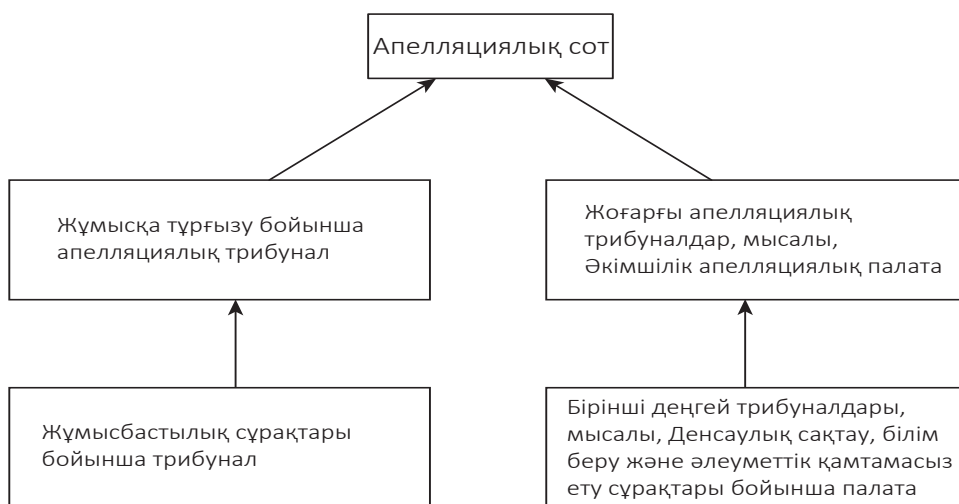 Апелляциялық сот
Жұмысқа тұрғызу бойынша
апелляциялық трибунал
Жоғарғы апелляциялық
трибуналдар, мысалы,
Әкімшілік апелляциялық палата
Жұмысбастылық сұрақтары
бойынша трибунал
Бірінші деңгей трибуналдары,
мысалы, Денсаулық сақтау, білім
беру және әлеуметтік қамтамасыз
ету сұрақтары бойынша палата